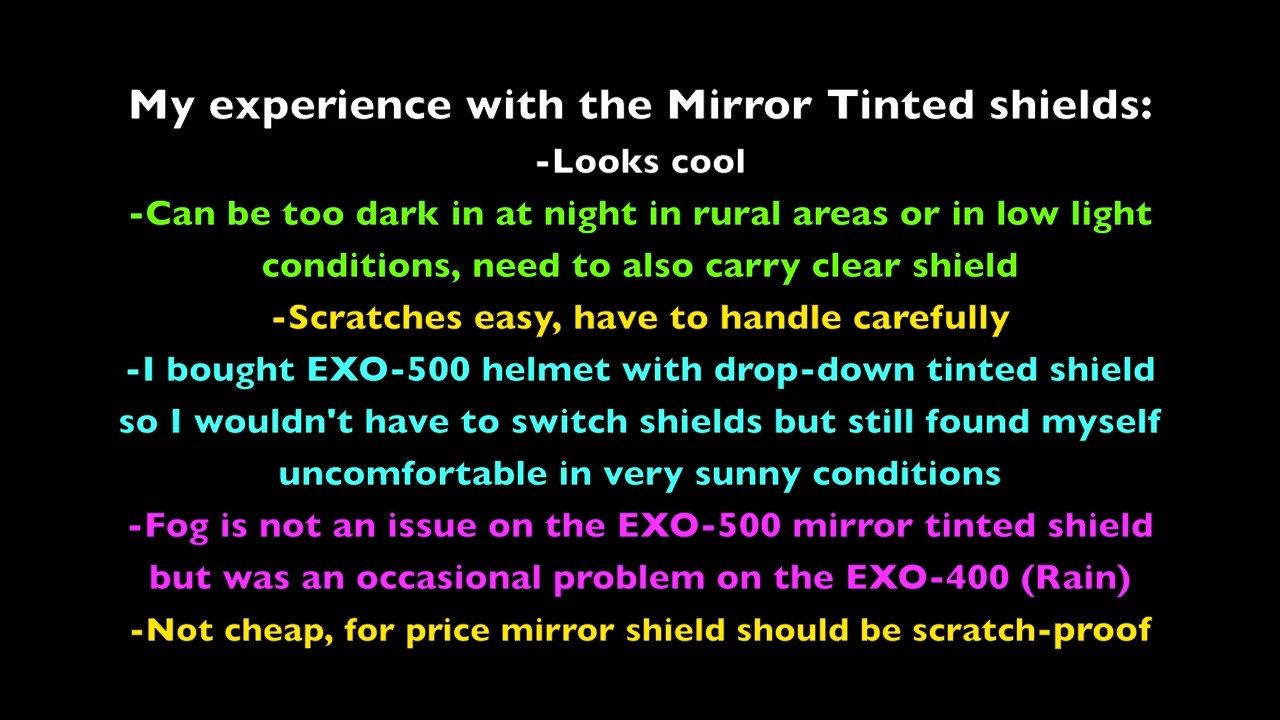 My experience with the Mirror Tinted shields:
-Looks cool
-Can be too dark in at night in rural areas or in low light
conditions, need to also carry clear shield
-Scratches easy, have to handle carefully
-I bought EXO-500 helmet with drop-down tinted shield
so I wouldn't have to switch shields but still found myself
uncomfortable in very sunny conditions
-Fog is not an issue on the EXO-500 mirror tinted shield
but was an occasional problem on the EXO-400 (Rain)
-Not cheap, for price mirror shield should be scratch-proof